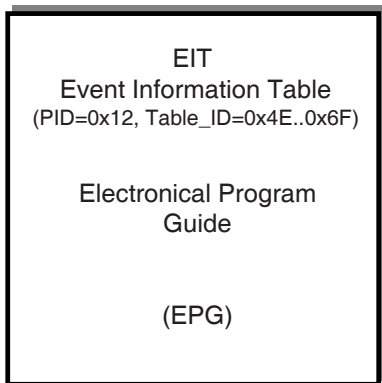 EIT
Event Information Table
(PID=0x12, Table_ID=0x4E..0x6F)
Electronical Program
Guide
(EPG)